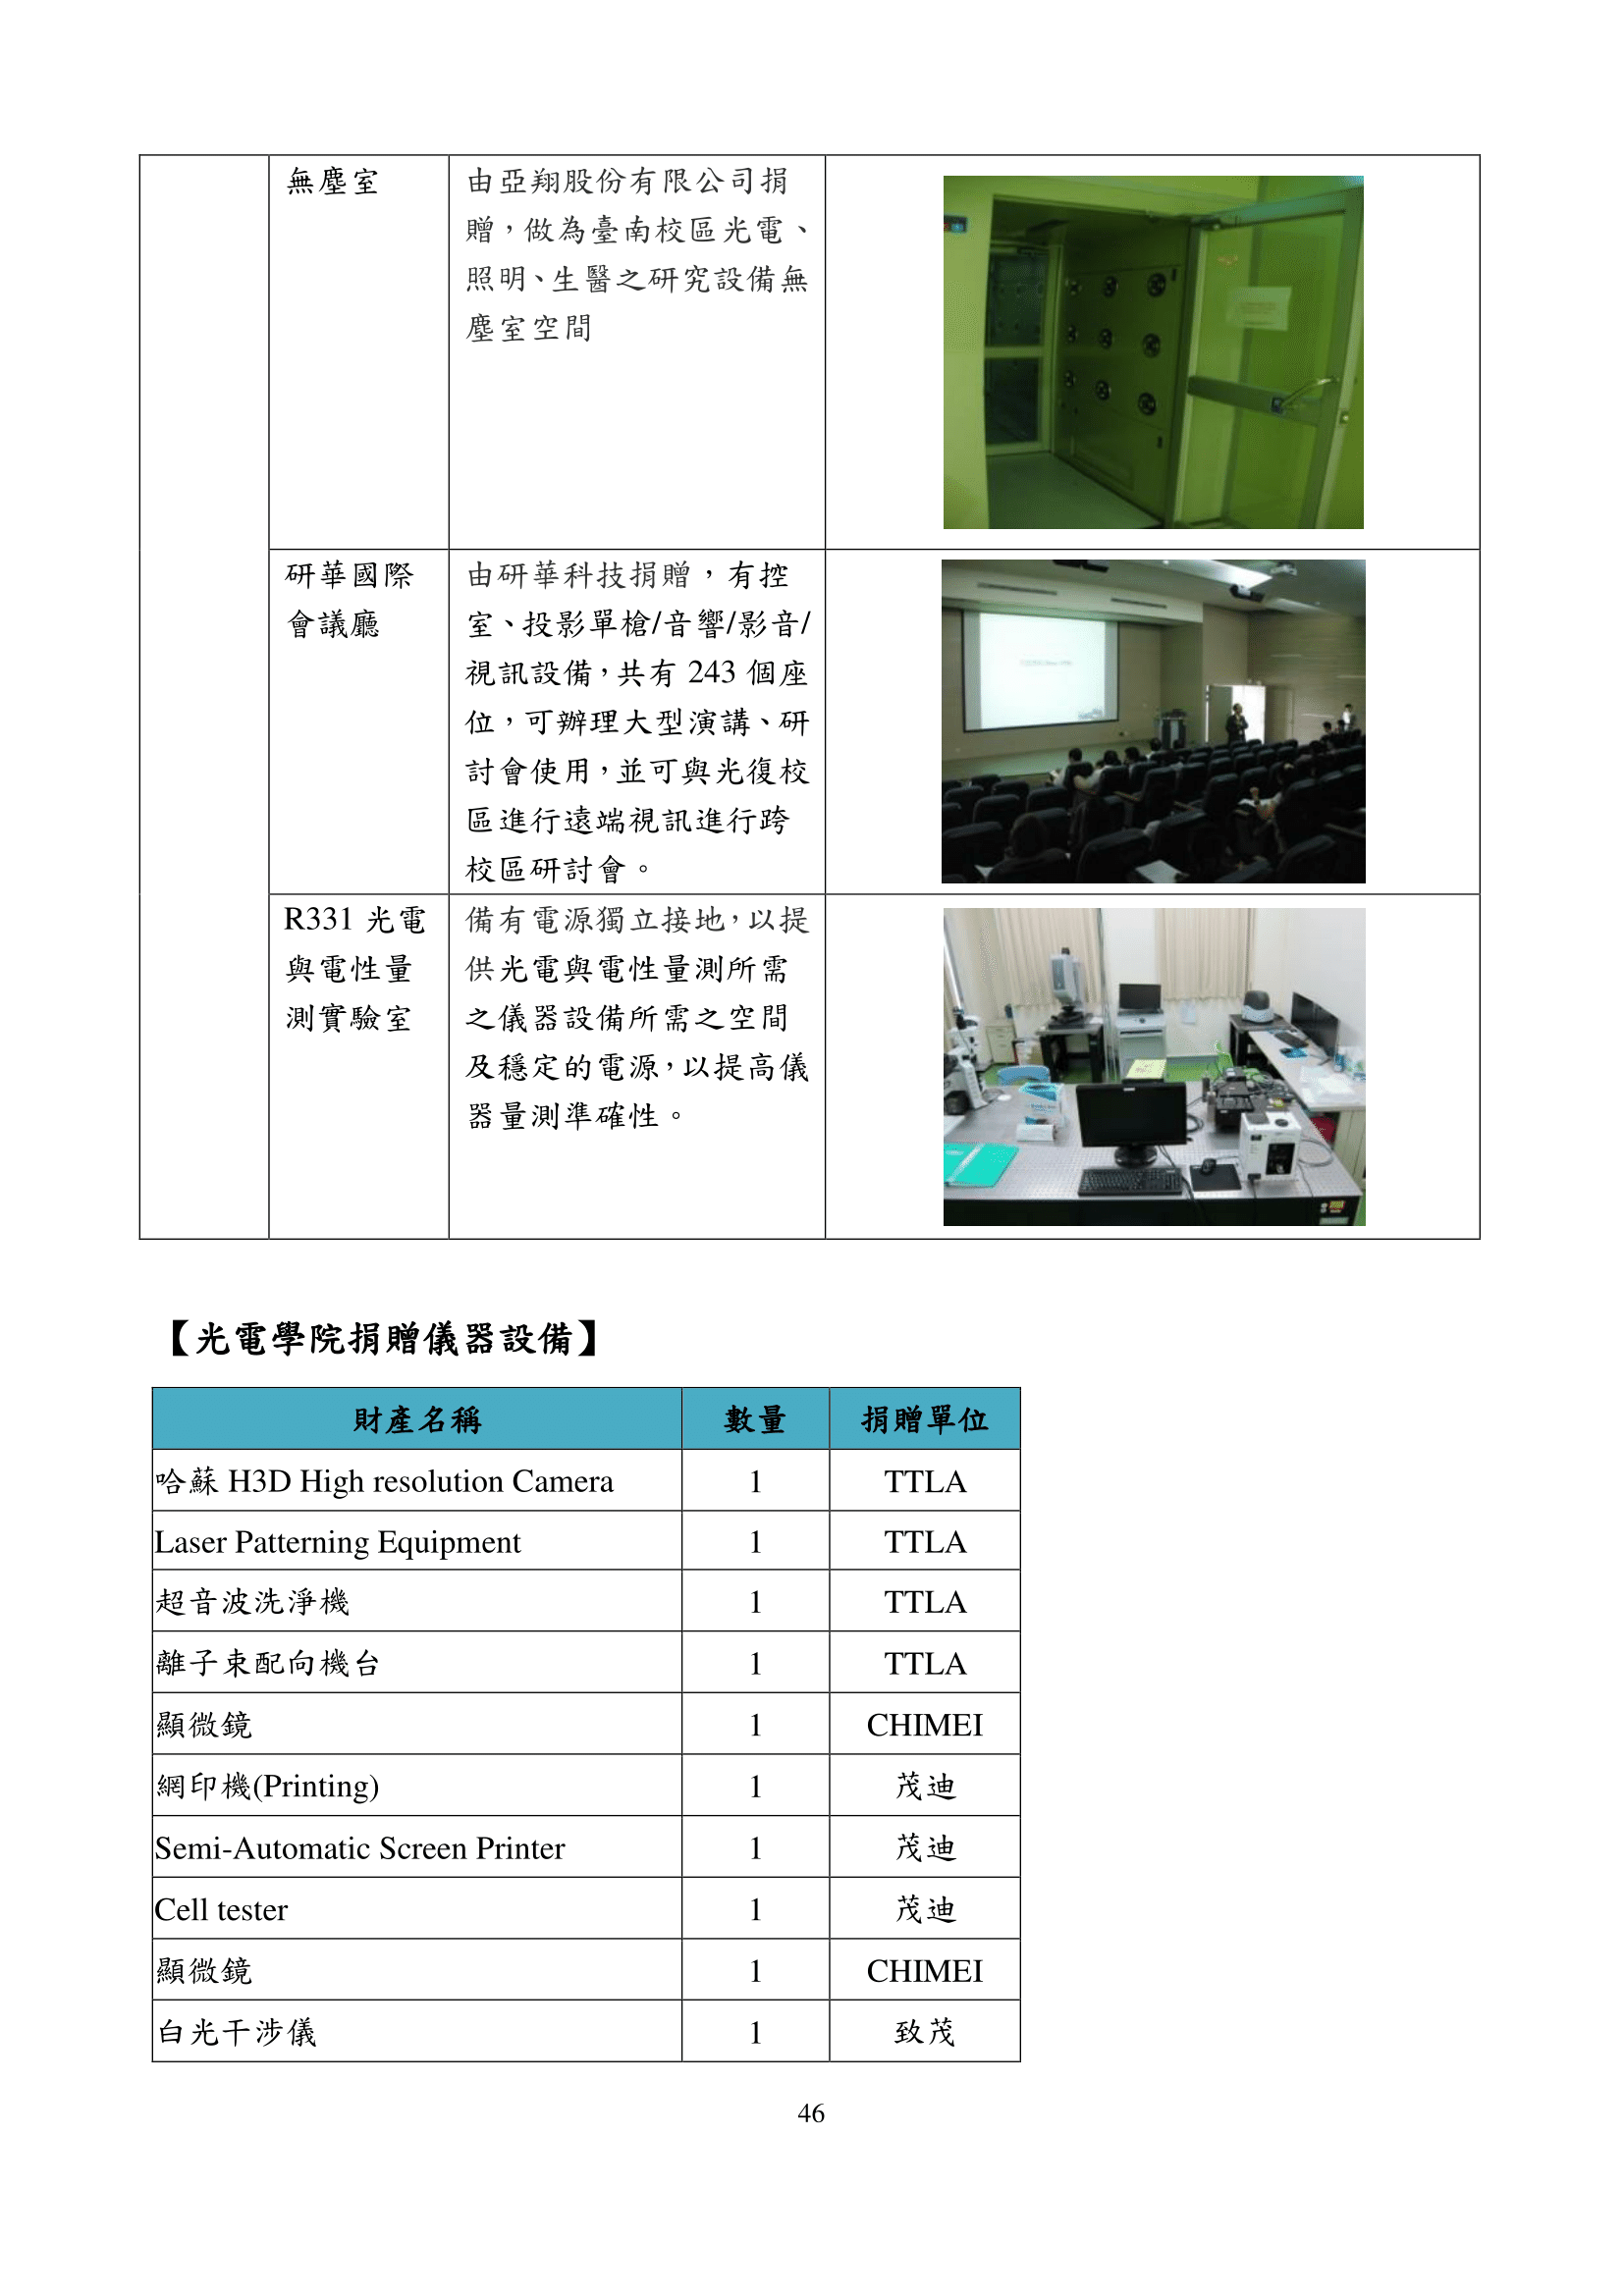 無塵室
由亞翔股份有限公司捐
贈，做為臺南校區光電、
照明、生醫之研究設備無
塵室空間
研華國際
會議廳
由研華科技捐贈，有控
室、投影單槍/音響/影音/
視訊設備，共有 243 個座
位，可辦理大型演講、研
討會使用，並可與光復校
區進行遠端視訊進行跨
校區研討會。
R331 光電
與電性量
測實驗室
備有電源獨立接地，以提
供光電與電性量測所需
之儀器設備所需之空間
及穩定的電源，以提高儀
器量測準確性。
【光電學院捐贈儀器設備】
財產名稱 數量 捐贈單位
哈蘇 H3D High resolution Camera 1 TTLA
Laser Patterning Equipment 1 TTLA
超音波洗淨機 1 TTLA
離子束配向機台 1 TTLA
顯微鏡 1 CHIMEI
網印機(Printing) 1 茂迪
Semi-Automatic Screen Printer 1 茂迪
Cell tester 1 茂迪
顯微鏡 1 CHIMEI
白光干涉儀 1 致茂
46